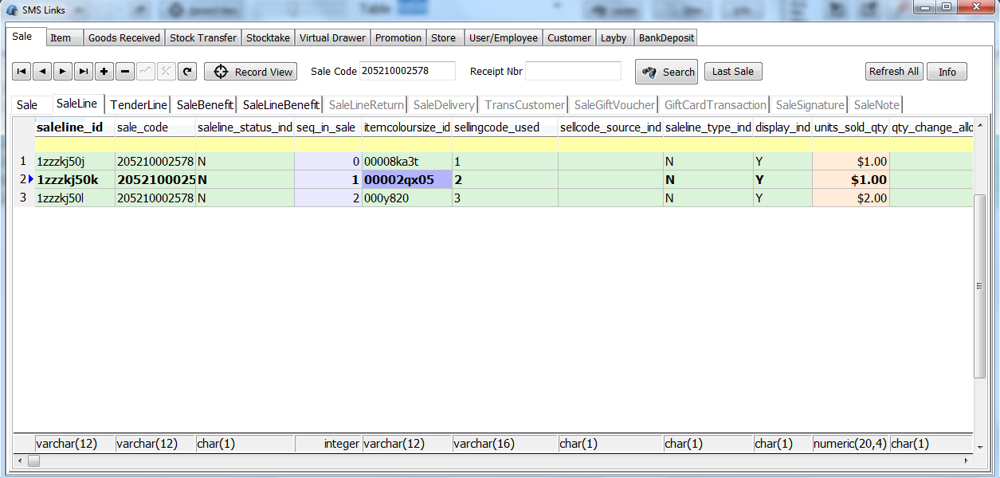 SMS Links
Sale Item Goods Received Stock Transfer Stocktake Virtual Drawer Promotion Store User/Employee Customer Layby BankDeposit
Record View Sale Code 205210002578 Receipt Nbr Search Last Sale Refresh All Info
Sale SaleLine TenderLine SaleBenefit SaleLineBenefit SaleLineReturn SaleDelivery TransCustomer SaleGiftVoucher GiftCardTransaction SaleSignature SaleNote
saleline_id sale_code saleline_status_ind seq_in_sale itemcoloursize_id sellingcode_used sellcode_source_ind saleline_type_ind display_ind units_sold_qty qty_change_allo
1 1zzzkj50j 205210002578 N 0 00008ka3t 1 N Y $1.00
2 1zzzkj50k 2052100025 N 1 00002qx05 2 N Y $1.00
3 1zzzkj50l 205210002578 N 2 000y820 3 N Y $2.00
varchar(12) varchar(12) char(1) integer varchar(12) varchar(16) char(1) char(1) char(1) numeric(20,4) char(1)